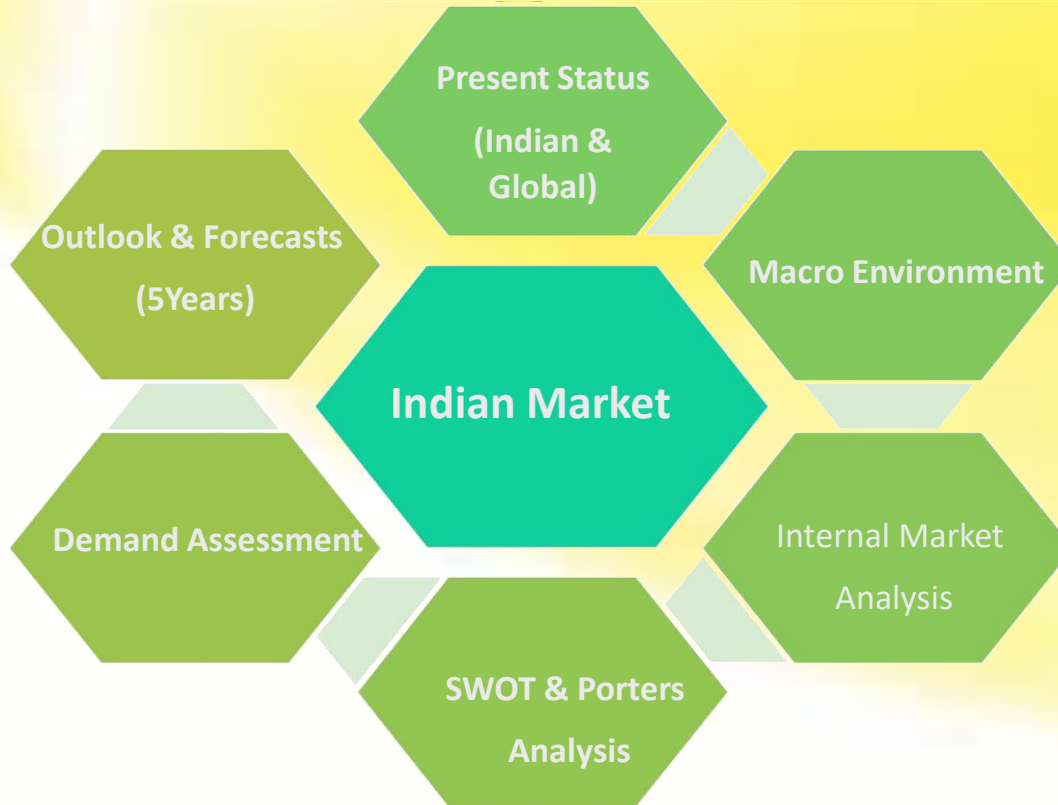 Present Status
(Indian &
Global)
Macro Environment
Internal Market
Analysis
SWOT & Porters
Analysis
Demand Assessment
Outlook & Forecasts
(5Years)
Indian Market